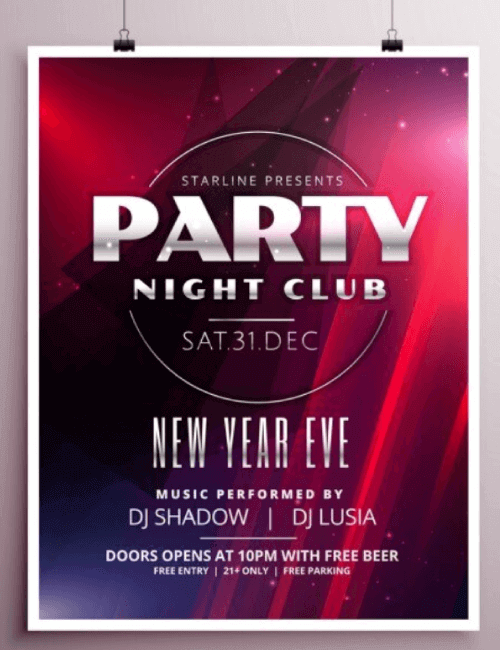 STARLINE PRESENTS
PARTY
NIGHT CLUB
SAT.31.DEC
NEW YEAR EVE
MUSIC PERFORMED BY
DJ SHADOW | DJ LUSIA
DOORS OPENS AT 10PM WITH FREE BEER
FREE ENTRY | 21+ ONLY | FREE PARKING